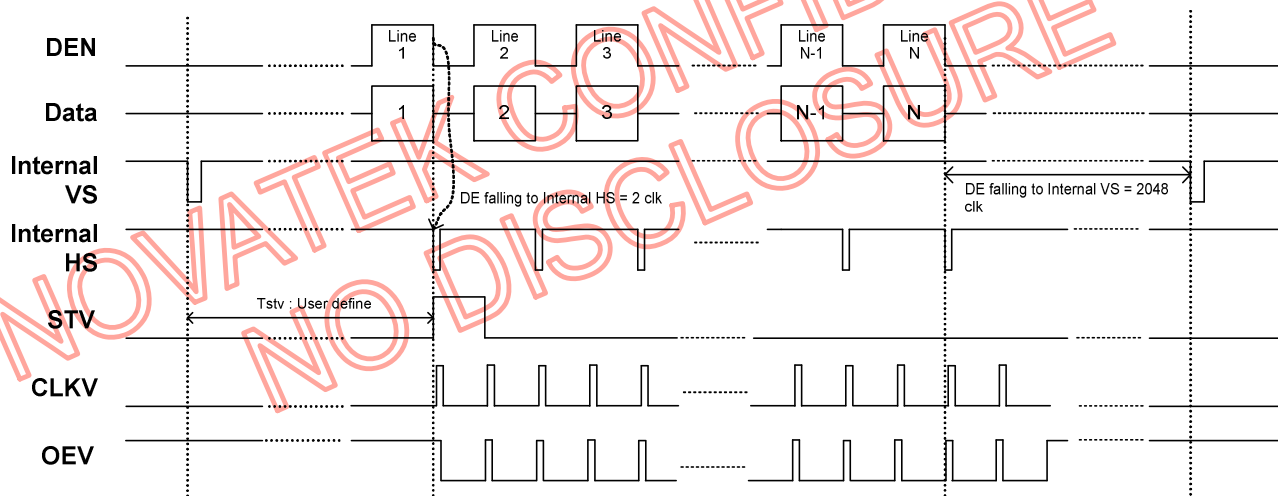 DEN
Line
1
Line
2
Line
3
Line
N-1
Line
N
Data
1
2
3
N-1
N
Internal
VS
DE falling to Internal HS = 2 clk
DE falling to Internal VS = 2048
clk
Internal
HS
Tstv : User define
STV
CLKV
OEV
NOVATEK
NO DISCLOSURE